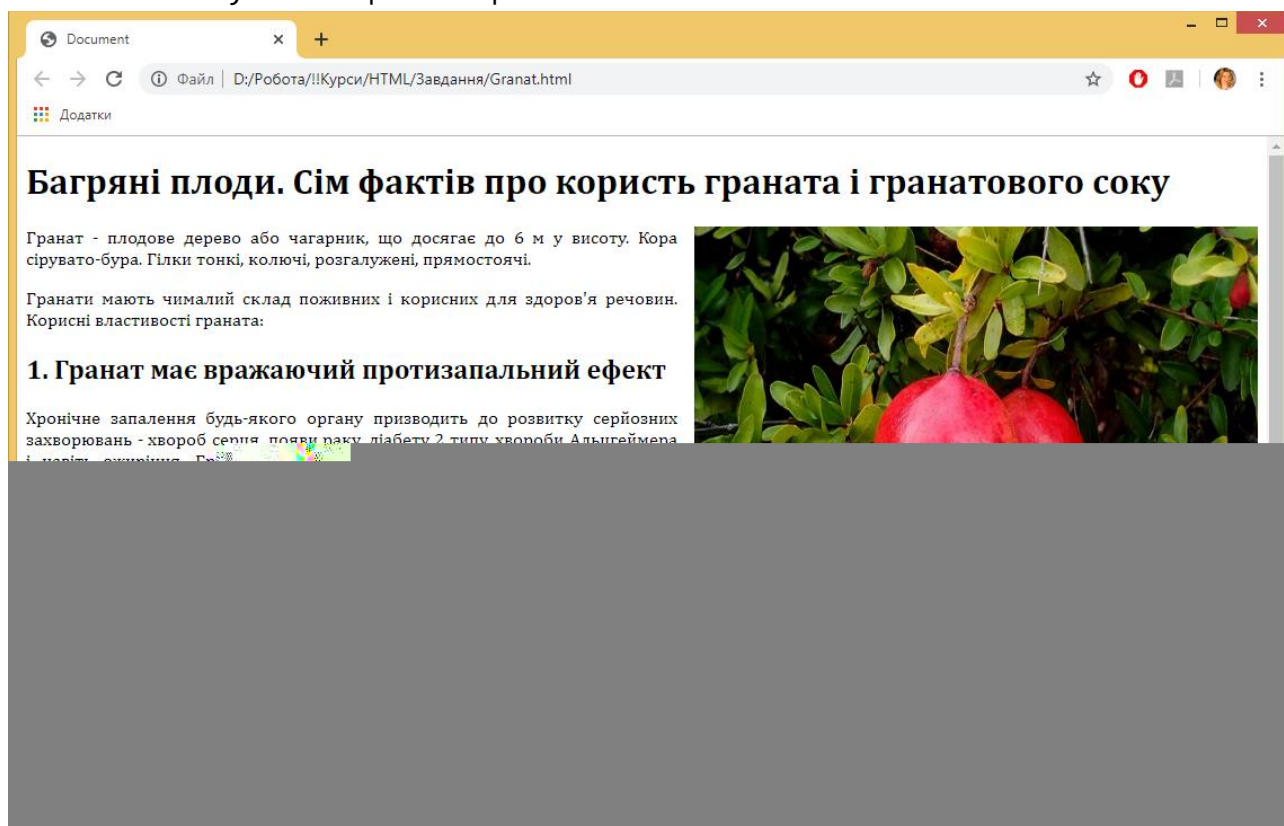 Document
Файл | D:/Робота/!!Курси/HTML/Завдання/Granat.html
Додатки
Багряні плоди. Сім фактів про користь граната і гранатового соку
Гранат - плодове дерево або чагарник, що досягає до 6 м у висоту. Кора
сірувато-бура. Гілки тонкі, колючі, розгалужені, прямостоячі.
Гранати мають чималий склад поживних і корисних для здоров'я речовин.
Корисні властивості граната:
1. Гранат має вражаючий протизапальний ефект
Хронічне запалення будь-якого органу призводить до розвитку серйозних
захворювань - хвороб серця, появи раку, діабету 2 типу, хвороби Альцгеймера
і навіть ожиріння.